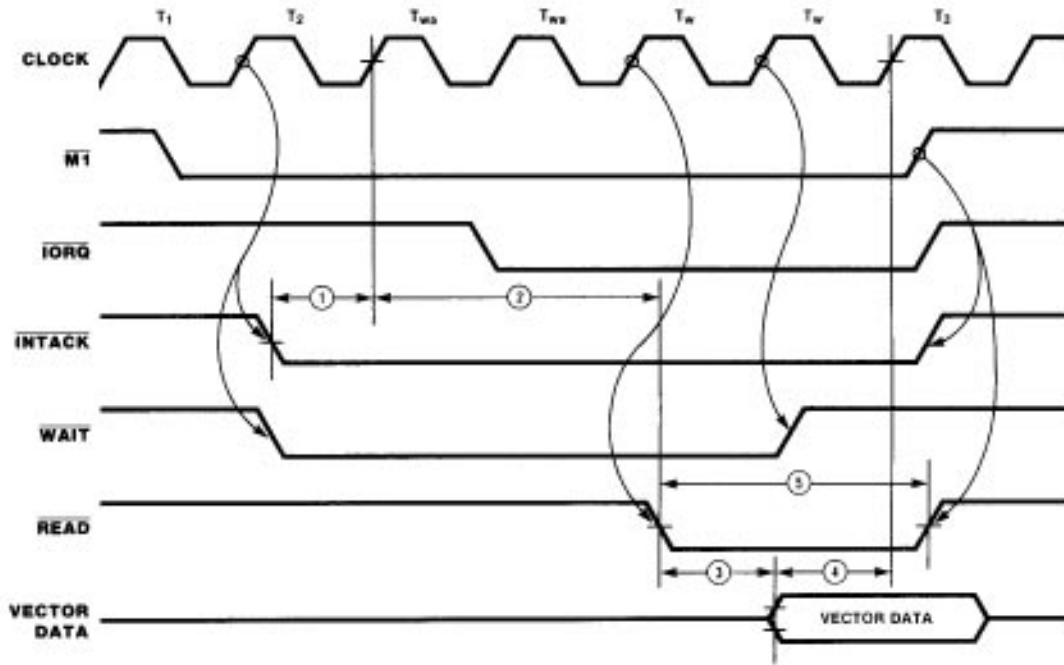 T1 T2 Twa Twa Tw Tw T3
CLOCK
M1
IORQ
1 2
INTACK
WAIT
5
READ
3 4
VECTOR DATA
VECTOR DATA